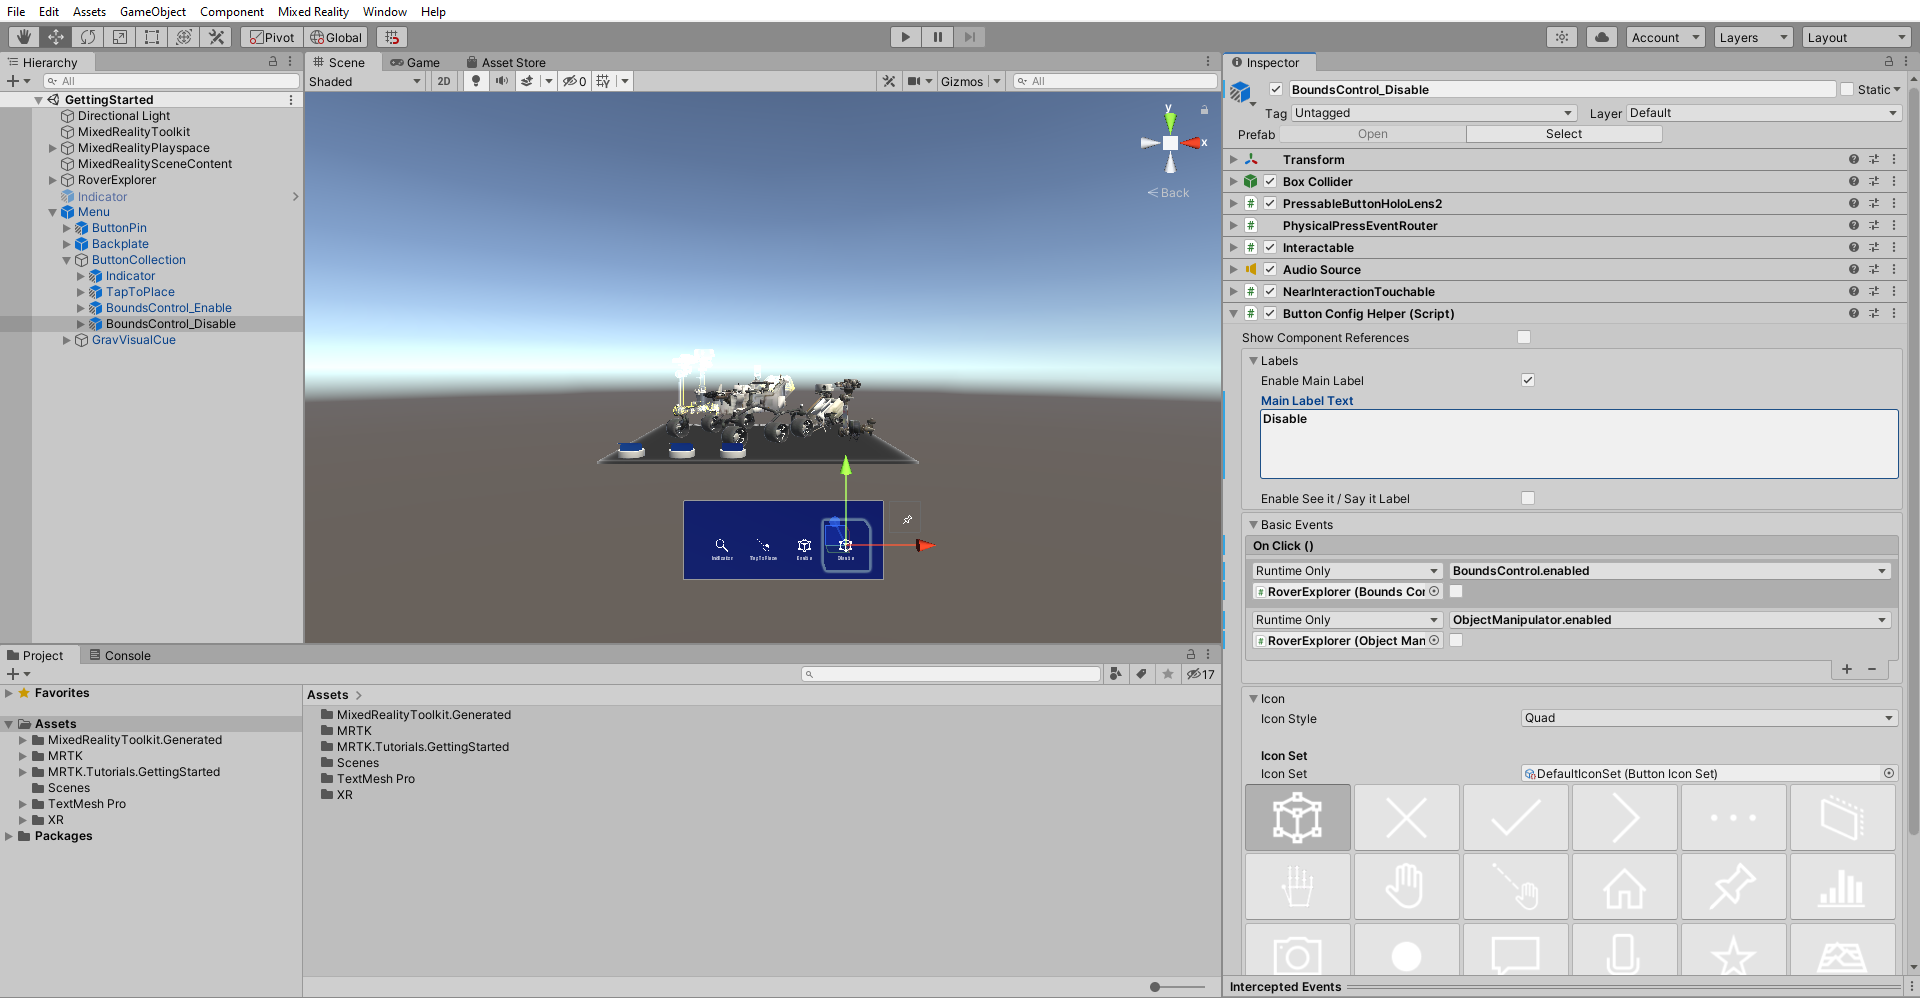 File Edit Assets GameObject Component Mixed Reality Window Help
Pivot Global Account Layers Layout
Hierarchy
All
GettingStarted
Directional Light
MixedRealityToolkit
MixedRealityPlayspace
MixedRealitySceneContent
RoverExplorer
Indicator
Menu
ButtonPin
Backplate
ButtonCollection
Indicator
TapToPlace
BoundsControl_Enable
BoundsControl_Disable
GravVisualCue
Scene Game Asset Store
Shaded 2D 0 Gizmos All
y
x
Back
Indicator TapToPlace Enable Disable
Project Console
17
Favorites
Assets
MixedRealityToolkit.Generated
MRTK
MRTK.Tutorials.GettingStarted
Scenes
TextMesh Pro
XR
Packages
Assets
MixedRealityToolkit.Generated
MRTK
MRTK.Tutorials.GettingStarted
Scenes
TextMesh Pro
XR
Inspector
BoundsControl_Disable Static
Tag Untagged Layer Default
Prefab Open Select
Transform
Box Collider
PressableButtonHoloLens2
PhysicalPressEventRouter
Interactable
Audio Source
NearInteractionTouchable
Button Config Helper (Script)
Show Component References
Labels
Enable Main Label
Main Label Text
Disable
Enable See it / Say it Label
Basic Events
On Click ()
Runtime Only BoundsControl.enabled
RoverExplorer (Bounds Cor
Runtime Only ObjectManipulator.enabled
RoverExplorer (Object Man
Icon
Icon Style Quad
Icon Set
Icon Set DefaultIconSet (Button Icon Set)
Intercepted Events